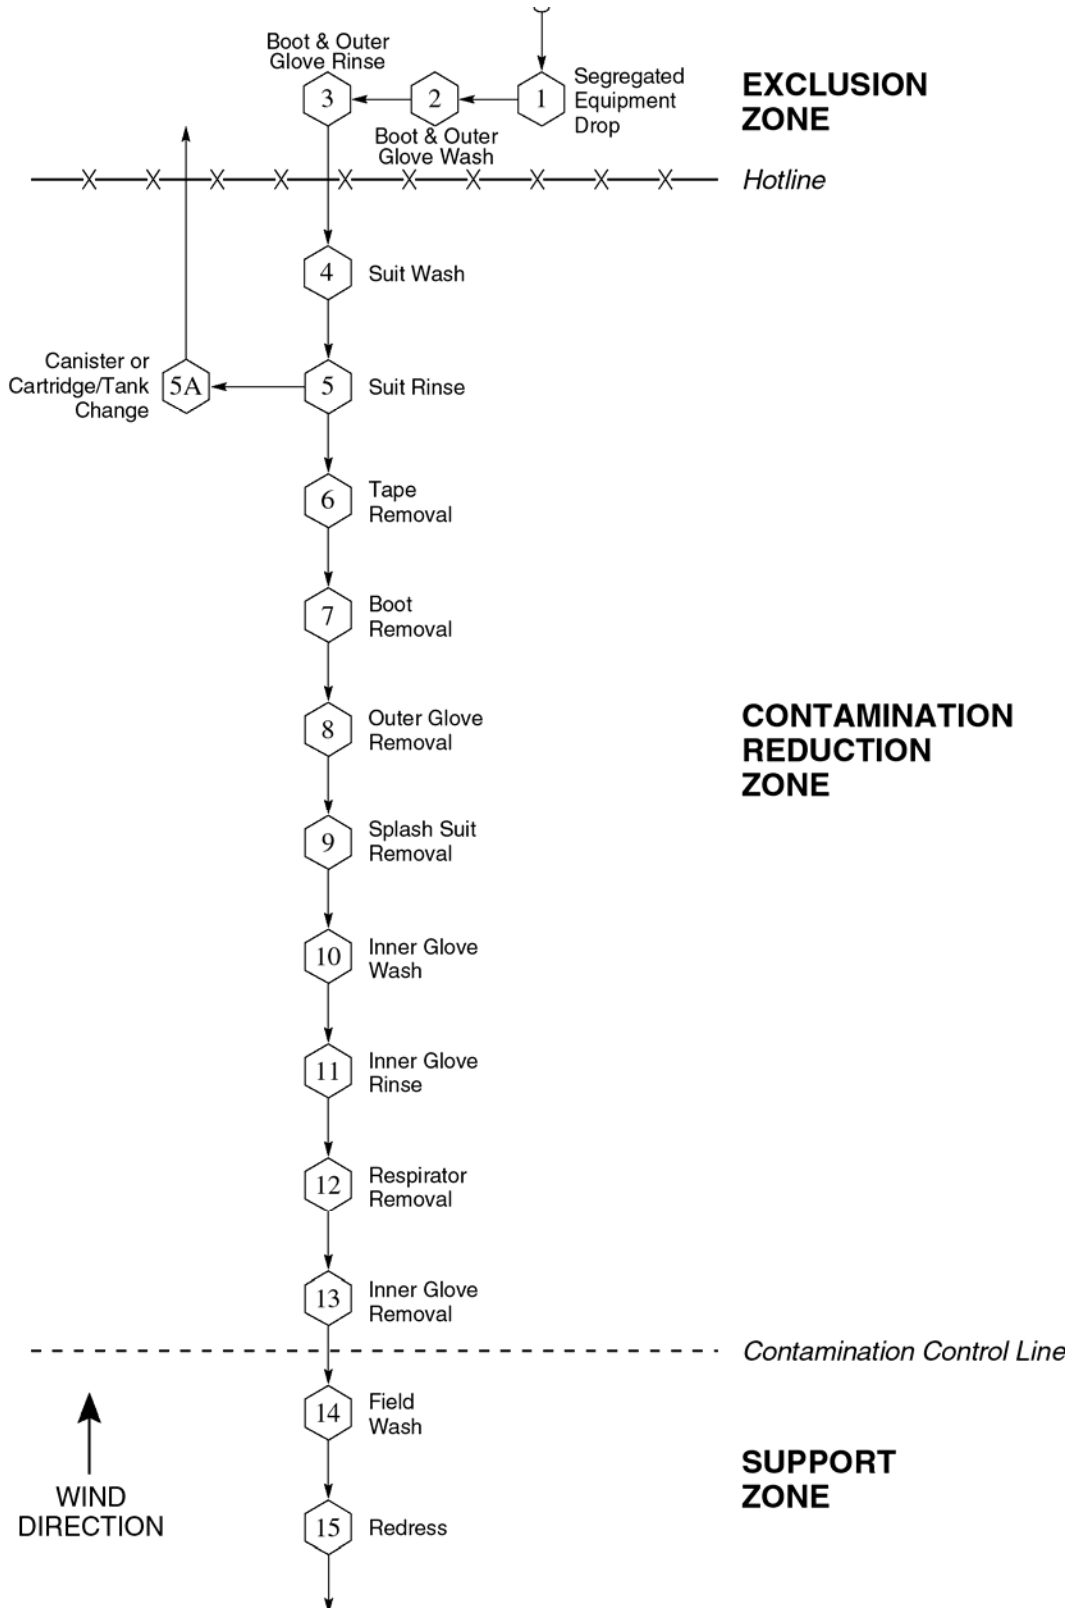 Boot & Outer
Glove Rinse
3
2
1
Segregated
Equipment
Drop
Boot & Outer
Glove Wash
EXCLUSION
ZONE
Hotline
4
Suit Wash
Canister or
Cartridge/Tank
Change
5A
5
Suit Rinse
6
Tape
Removal
7
Boot
Removal
8
Outer Glove
Removal
CONTAMINATION
REDUCTION
ZONE
9
Splash Suit
Removal
10
Inner Glove
Wash
11
Inner Glove
Rinse
12
Respirator
Removal
13
Inner Glove
Removal
Contamination Control Line
14
Field
Wash
WIND
DIRECTION
SUPPORT
ZONE
15
Redress